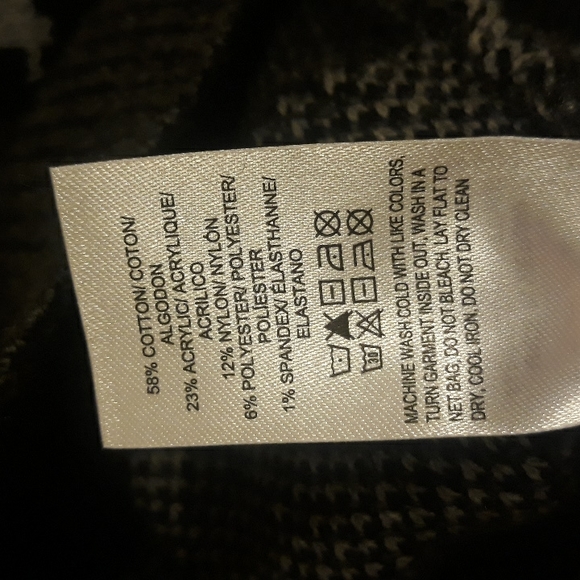 58% COTTON/ COTON/
ALGODON
23% ACRYLIC/ ACRYLIQUE/
ACRILICO
12% NYLON/ NYLON/ NYLÓN
6% POLYESTER/ POLYESTER/
POLIESTER
1% SPANDEX/ ÉLASTHANNE/
ELASTANO
30
MACHINE WASH COLD WITH LIKE COLORS,
TURN GARMENT INSIDE OUT, WASH IN A
NET BAG, DO NOT BLEACH, LAY FLAT TO
DRY, COOL IRON, DO NOT DRY CLEAN